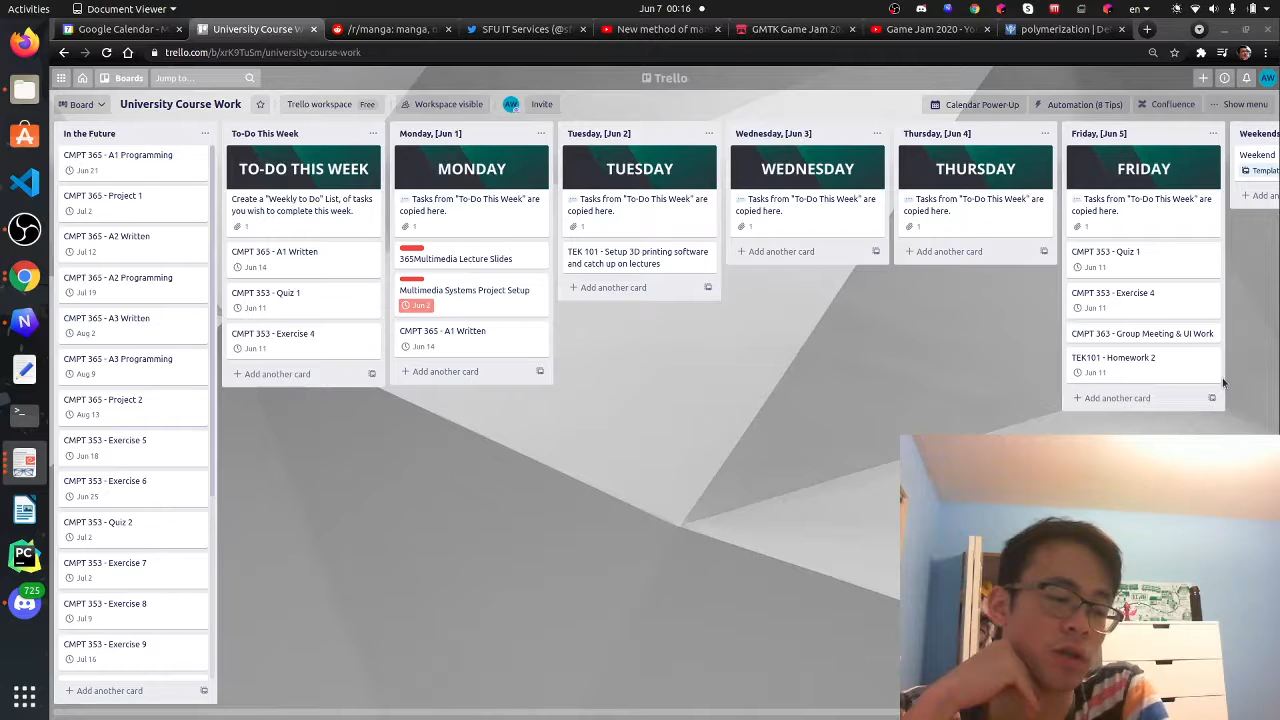 Activities
Document Viewer
Jun 7 00:16
Google Calendar - M
University Course W
/r/manga: manga,
SFU IT Services (@sf
New method of ma
GMTK Game Jam 202
Game Jam 2020 - Yo
polymerization | De
trello.com/b/xrK9TuSm/university-course-work
Boards
Jump to...
Trello
AW
Board
University Course Work
Trello workspace
Free
Workspace visible
AW
Invite
Calendar Power-Up
Automation (8 Tips)
Confluence
Show menu
In the Future
CMPT 365 - A1 Programming
Jun 21
CMPT 365 - Project 1
Jul 2
CMPT 365 - A2 Written
Jul 12
CMPT 365 - A2 Programming
Jul 19
CMPT 365 - A3 Written
Aug 2
CMPT 365 - A3 Programming
Aug 9
CMPT 365 - Project 2
Aug 13
CMPT 353 - Exercise 5
Jun 18
CMPT 353 - Exercise 6
Jun 25
CMPT 353 - Quiz 2
Jul 2
CMPT 353 - Exercise 7
Jul 2
CMPT 353 - Exercise 8
Jul 9
CMPT 353 - Exercise 9
Jul 16
+ Add another card
To-Do This Week
TO-DO THIS WEEK
Create a "Weekly to Do" List, of tasks
you wish to complete this week.
1
CMPT 365 - A1 Written
Jun 14
CMPT 353 - Quiz 1
Jun 11
CMPT 353 - Exercise 4
Jun 11
+ Add another card
Monday, [Jun 1]
MONDAY
Tasks from "To-Do This Week" are
copied here.
1
365Multimedia Lecture Slides
Multimedia Systems Project Setup
Jun 2
CMPT 365 - A1 Written
Jun 14
+ Add another card
Tuesday, [Jun 2]
TUESDAY
Tasks from "To-Do This Week" are
copied here.
1
TEK 101 - Setup 3D printing software
and catch up on lectures
+ Add another card
Wednesday, [Jun 3]
WEDNESDAY
Tasks from "To-Do This Week" are
copied here.
1
+ Add another card
Thursday, [Jun 4]
THURSDAY
Tasks from "To-Do This Week" are
copied here.
1
+ Add another card
Friday, [Jun 5]
FRIDAY
Tasks from "To-Do This Week" are
copied here.
1
CMPT 353 - Quiz 1
Jun 11
CMPT 353 - Exercise 4
Jun 11
CMPT 363 - Group Meeting & UI Work
TEK101 - Homework 2
Jun 11
+ Add another card
Weekend
Weekend
Templat
+ Add an
PC
725